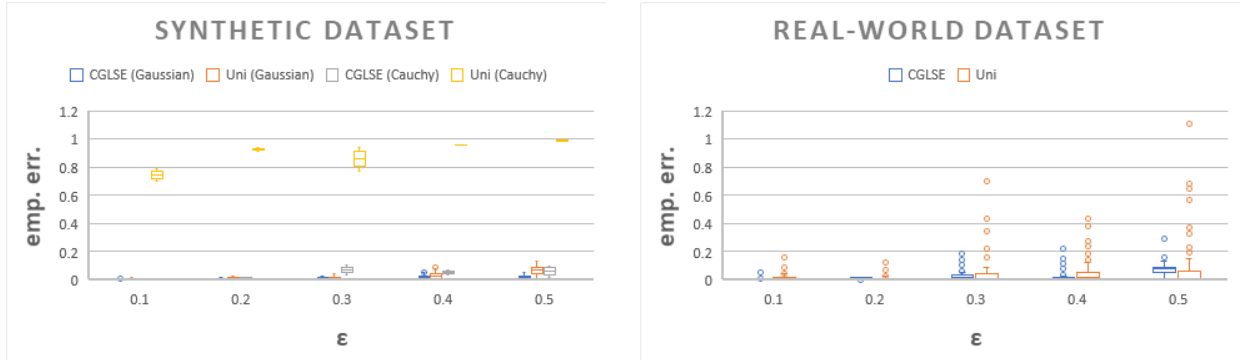 SYNTHETIC DATASET
CGLSE (Gaussian) Uni (Gaussian) CGLSE (Cauchy) Uni (Cauchy)
1.2
1
0.8
0.6
0.4
0.2
0
emp. err.
0.1 0.2 0.3 0.4 0.5
ε
REAL-WORLD DATASET
CGLSE Uni
1.2
1
0.8
0.6
0.4
0.2
0
emp. err.
0.1 0.2 0.3 0.4 0.5
ε